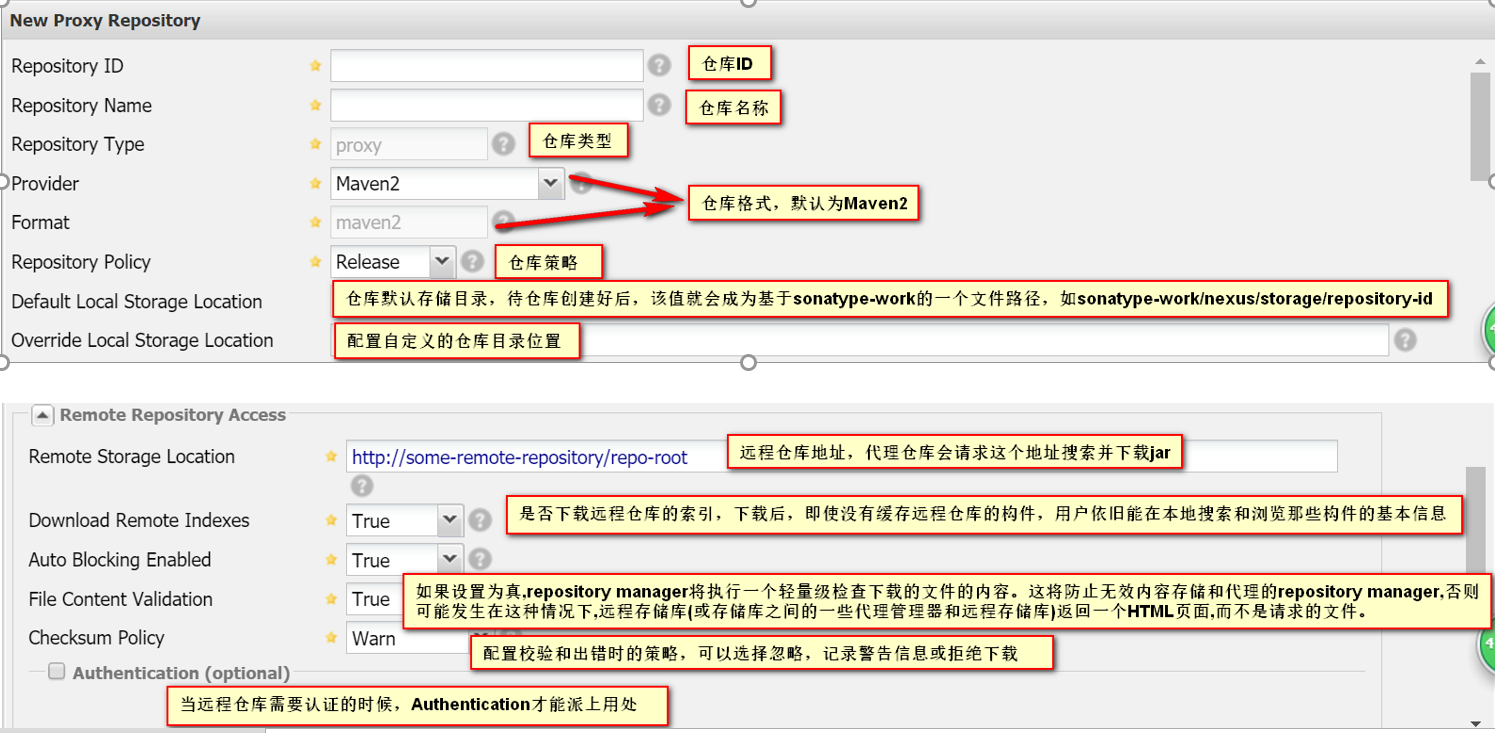 New Proxy Repository
Repository ID
仓库ID
Repository Name
仓库名称
Repository Type
proxy
仓库类型
Provider
Maven2
仓库格式，默认为Maven2
Format
maven2
Repository Policy
Release
仓库策略
Default Local Storage Location
仓库默认存储目录，待仓库创建好后，该值就会成为基于sonatype-work的一个文件路径，如sonatype-work/nexus/storage/repository-id
Override Local Storage Location
配置自定义的仓库目录位置
Remote Repository Access
Remote Storage Location
http://some-remote-repository/repo-root
远程仓库地址，代理仓库会请求这个地址搜索并下载jar
Download Remote Indexes
True
是否下载远程仓库的索引，下载后，即使没有缓存远程仓库的构件，用户依旧能在本地搜索和浏览那些构件的基本信息
Auto Blocking Enabled
True
File Content Validation
True
如果设置为真,repository manager将执行一个轻量级检查下载的文件的内容。这将防止无效内容存储和代理的repository manager,否则
可能发生在这种情况下,远程存储库(或存储库之间的一些代理管理器和远程存储库)返回一个HTML页面,而不是请求的文件。
Checksum Policy
Warn
配置校验和出错时的策略，可以选择忽略，记录警告信息或拒绝下载
Authentication (optional)
当远程仓库需要认证的时候，Authentication才能派上用处